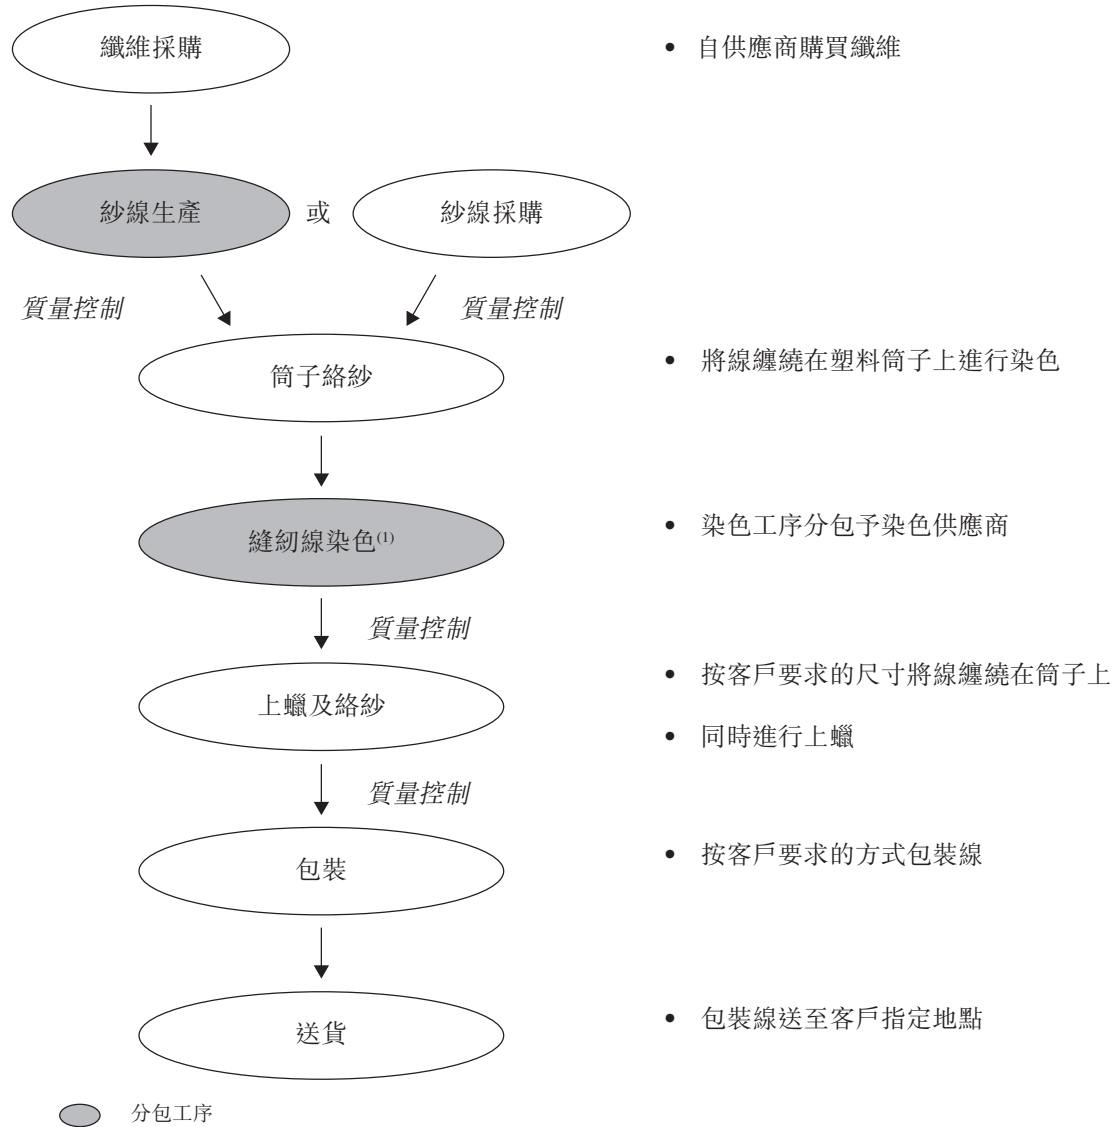 纖維採購
• 自供應商購買纖維
紗線生產
或
紗線採購
質量控制
質量控制
筒子絡紗
• 將線纏繞在塑料筒子上進行染色
縫紉線染色(1)
• 染色工序分包予染色供應商
質量控制
上蠟及絡紗
• 按客戶要求的尺寸將線纏繞在筒子上
• 同時進行上蠟
質量控制
包裝
• 按客戶要求的方式包裝線
送貨
• 包裝線送至客戶指定地點
分包工序